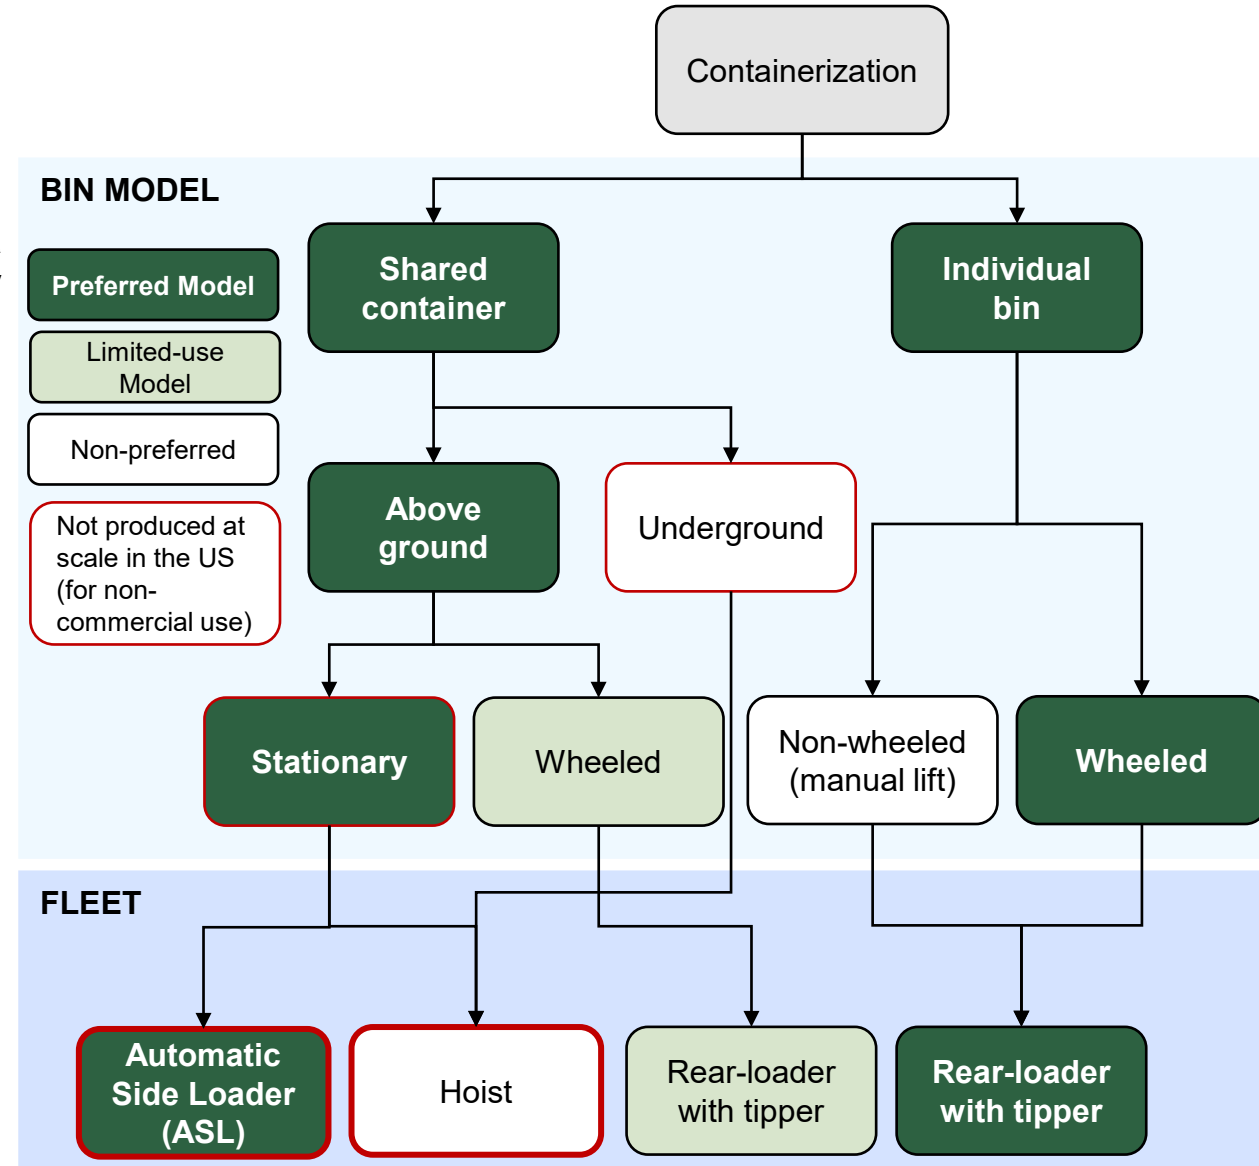 Containerization
BIN MODEL
Preferred Model
Limited-use
Model
Non-preferred
Not produced at
scale in the US
(for non-
commercial use)
Shared
container
Individual
bin
Above
ground
Underground
Stationary
Wheeled
Non-wheeled
(manual lift)
Wheeled
FLEET
Automatic
Side Loader
(ASL)
Hoist
Rear-loader
with tipper
Rear-loader
with tipper